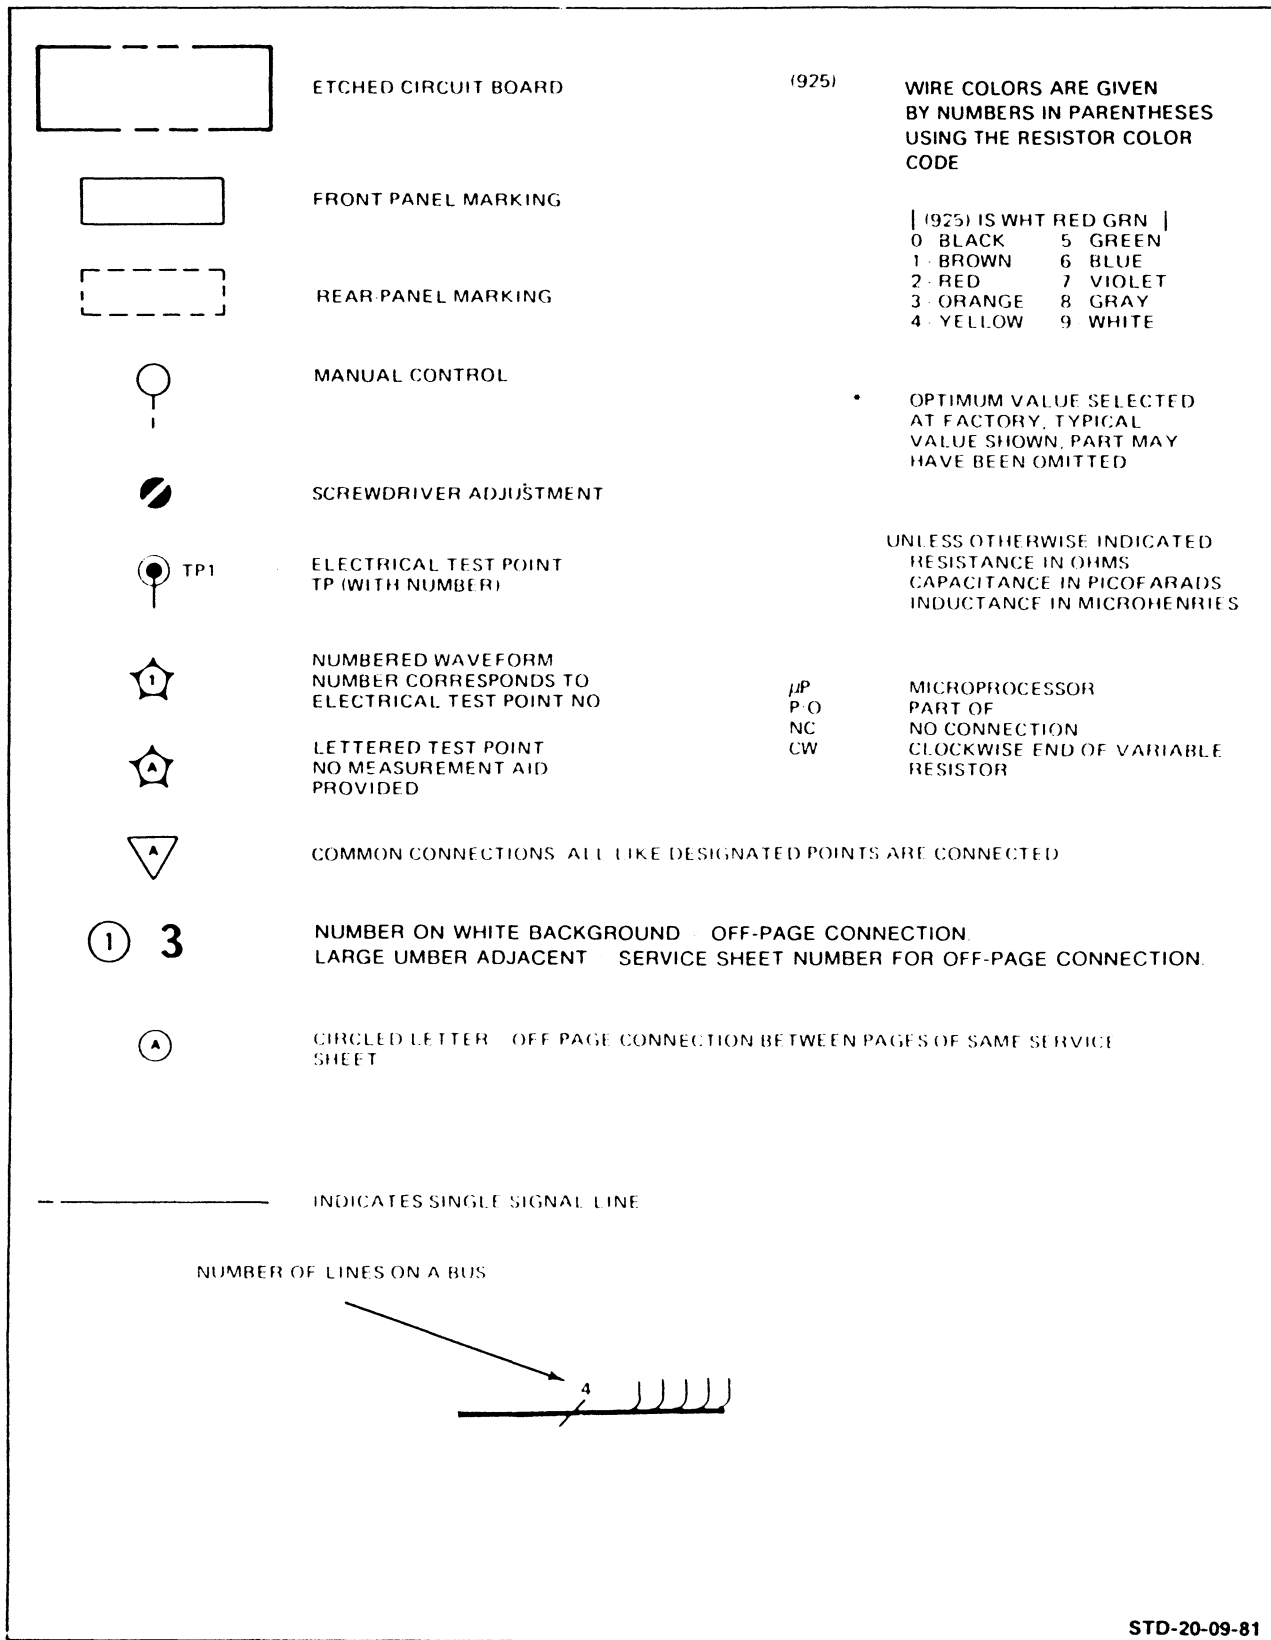 ETCHED CIRCUIT BOARD
FRONT PANEL MARKING
REAR PANEL MARKING
MANUAL CONTROL
SCREWDRIVER ADJUSTMENT
TP1
ELECTRICAL TEST POINT
TP (WITH NUMBER)
1
NUMBERED WAVEFORM
NUMBER CORRESPONDS TO
ELECTRICAL TEST POINT NO
A
LETTERED TEST POINT
NO MEASUREMENT AID
PROVIDED
(925)
WIRE COLORS ARE GIVEN
BY NUMBERS IN PARENTHESES
USING THE RESISTOR COLOR
CODE
| (925) IS WHT RED GRN |
0 BLACK 5 GREEN
1 - BROWN 6 BLUE
2 - RED 7 VIOLET
3 - ORANGE 8 GRAY
4 - YELLOW 9 WHITE
• OPTIMUM VALUE SELECTED
AT FACTORY, TYPICAL
VALUE SHOWN, PART MAY
HAVE BEEN OMITTED
UNLESS OTHERWISE INDICATED
RESISTANCE IN OHMS
CAPACITANCE IN PICOFARADS
INDUCTANCE IN MICROHENRIES
µP MICROPROCESSOR
P O PART OF
NC NO CONNECTION
CW CLOCKWISE END OF VARIABLE
RESISTOR
A
COMMON CONNECTIONS ALL LIKE DESIGNATED POINTS ARE CONNECTED
1 3
NUMBER ON WHITE BACKGROUND OFF-PAGE CONNECTION.
LARGE UMBER ADJACENT SERVICE SHEET NUMBER FOR OFF-PAGE CONNECTION.
A
CIRCLED LETTER OFF PAGE CONNECTION BETWEEN PAGES OF SAME SERVICE
SHEET
INDICATES SINGLE SIGNAL LINE
NUMBER OF LINES ON A BUS
4
STD-20-09-81